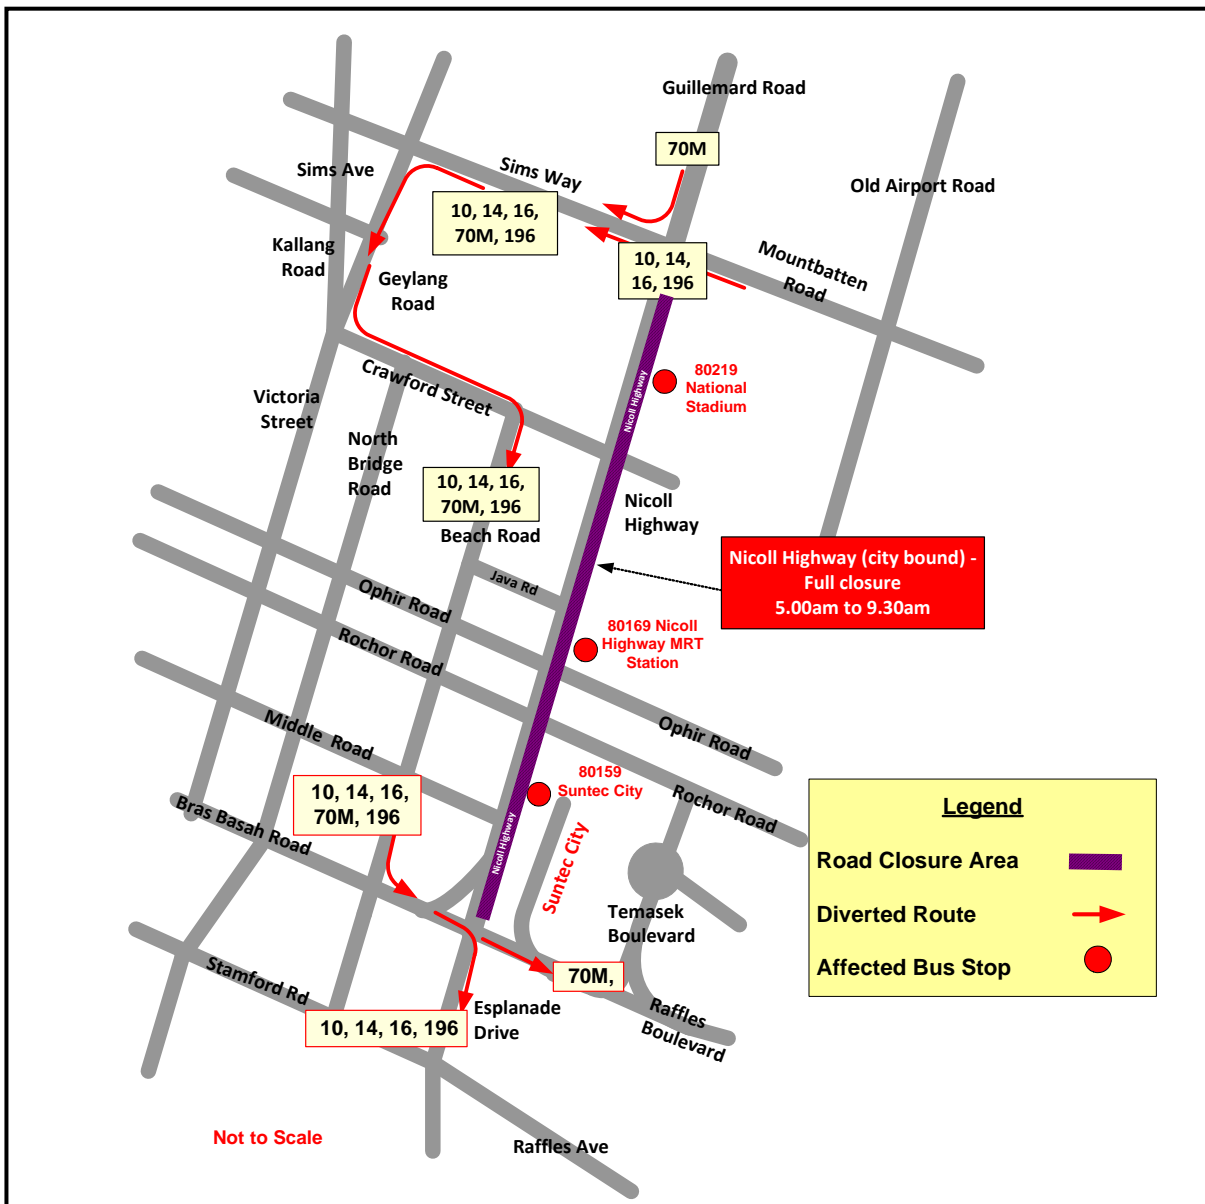 Guillemard Road
70M
Sims Way
Sims Ave
Old Airport Road
10, 14, 16,
70M, 196
Kallang
Road
10, 14,
16, 196
Mountbatten
Road
Geylang
Road
80219
National
Stadium
Nicoll Highway
Crawford Street
Victoria
Street
North
Bridge
Road
10, 14, 16,
70M, 196
Beach Road
Nicoll
Highway
Nicoll Highway (city bound) -
Full closure
5.00am to 9.30am
Java Rd
Ophir Road
80169 Nicoll
Highway MRT
Station
Rochor Road
Middle Road
Ophir Road
80159
Suntec City
Rochor Road
10, 14, 16,
70M, 196
Bras Basah Road
Nicoll Highway
Suntec City
Legend
Road Closure Area
Diverted Route
Affected Bus Stop
Temasek
Boulevard
70M,
Stamford Rd
Esplanade
Drive
10, 14, 16, 196
Raffles
Boulevard
Not to Scale
Raffles Ave